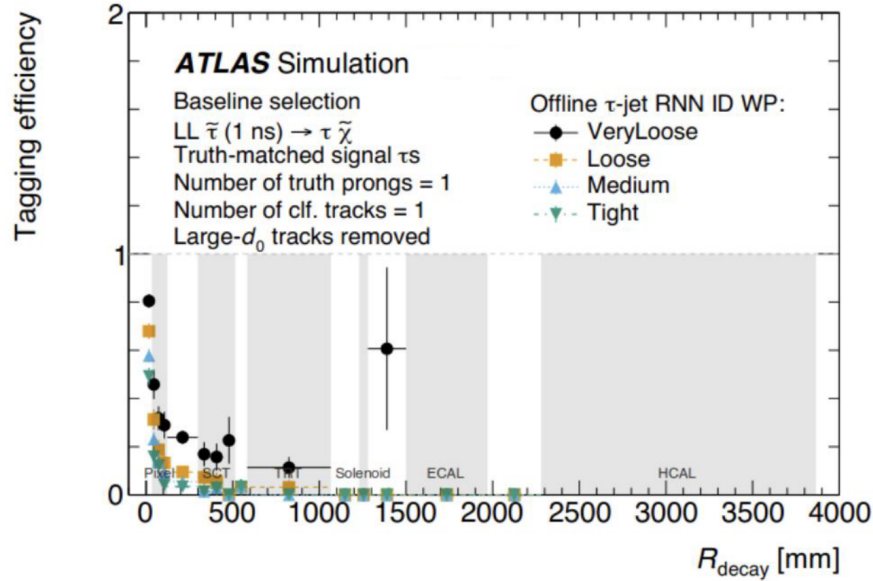 2
ATLAS Simulation
Baseline selection
LL τ̃ (1 ns) → τ χ̃
Truth-matched signal τs
Number of truth prongs = 1
Number of clf. tracks = 1
Large-d₀ tracks removed
Offline τ-jet RNN ID WP:
VeryLoose
Loose
Medium
Tight
Tagging efficiency
1
Pixel SCT TRT Solenoid ECAL HCAL
0
0 500 1000 1500 2000 2500 3000 3500 4000
R_decay [mm]